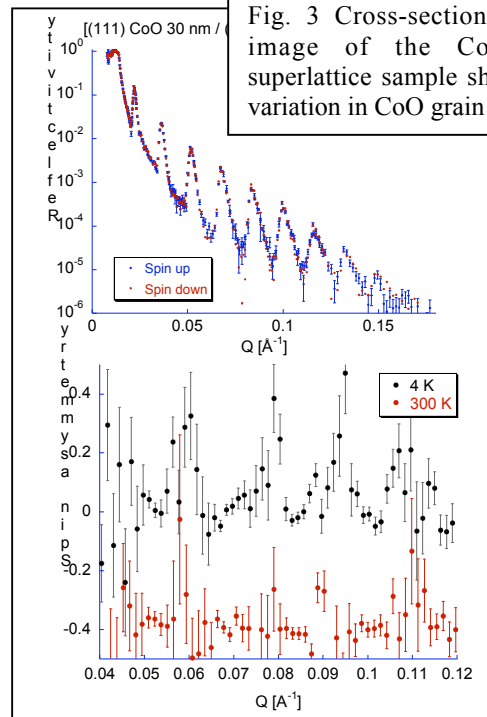 Fig. 3 Cross-section
image of the Co
superlattice sample sh
variation in CoO grain
[(111) CoO 30 nm / (
Reflectivity
10^0
10^-1
10^-2
10^-3
10^-4
10^-5
10^-6
Spin up
Spin down
0 0.05 0.1 0.15
Q [Å^-1]
Spin asymmetry
0.4
0.2
0
-0.2
-0.4
4 K
300 K
0.04 0.05 0.06 0.07 0.08 0.09 0.1 0.11 0.12
Q [A^-1]